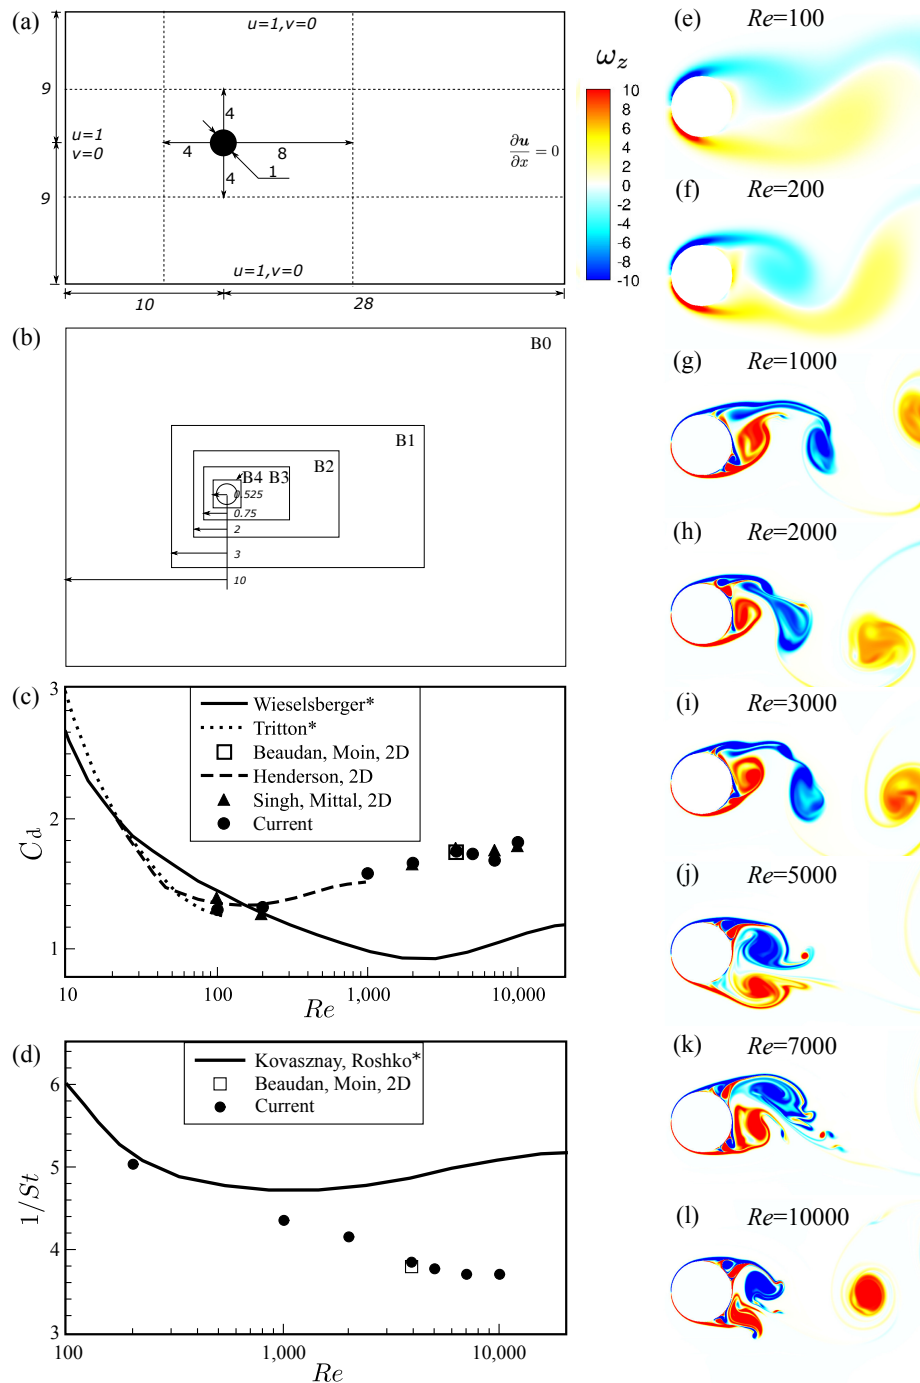 (a)
u=1,v=0
9
4
u=1
v=0
4
8
∂u/∂x = 0
1
4
9
u=1,v=0
10
28
ω_z
10
8
6
4
2
0
-2
-4
-6
-8
-10
(b)
B0
B1
B2
B4 B3
0.525
0.75
2
3
10
(c)
3
2
1
C_d
Wieselsberger*
Tritton*
Beaudan, Moin, 2D
Henderson, 2D
Singh, Mittal, 2D
Current
10
100
1,000
10,000
Re
(d)
6
5
4
3
1/St
Kovasznay, Roshko*
Beaudan, Moin, 2D
Current
100
1,000
10,000
Re
(e) Re=100
(f) Re=200
(g) Re=1000
(h) Re=2000
(i) Re=3000
(j) Re=5000
(k) Re=7000
(l) Re=10000